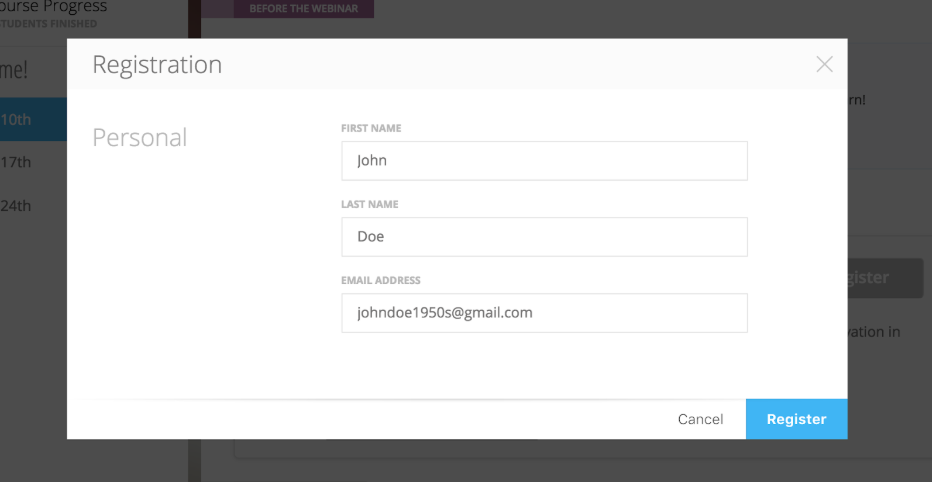 ourse Progress
STUDENTS FINISHED
BEFORE THE WEBINAR
me!
10th
17th
24th
Registration
Personal
FIRST NAME
John
LAST NAME
Doe
EMAIL ADDRESS
johndoe1950s@gmail.com
Cancel
Register
rn!
gister
vation in